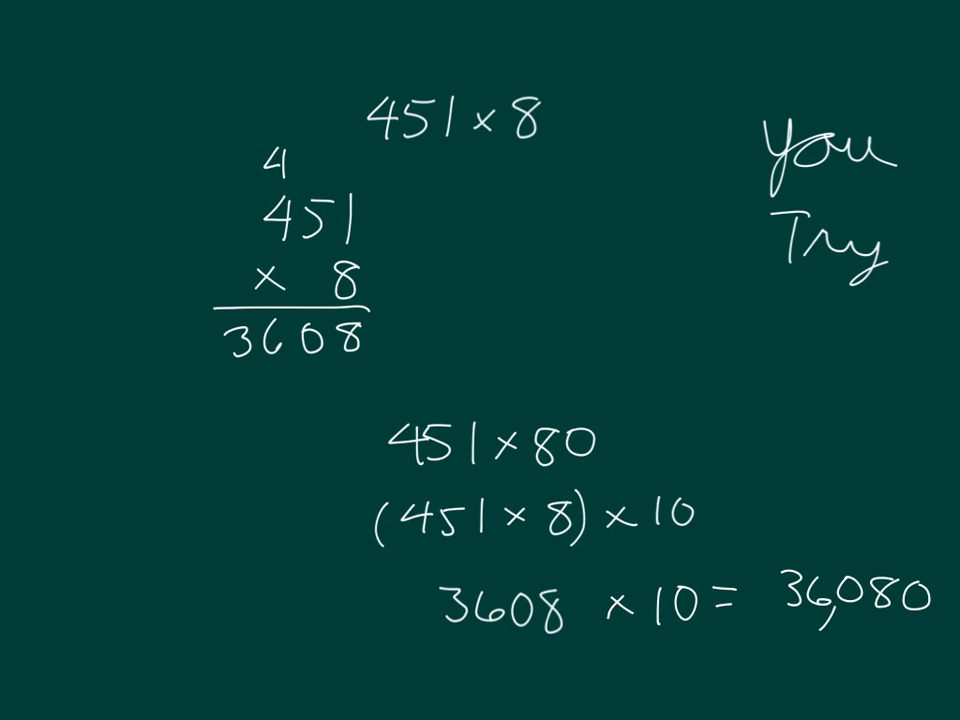 451 × 8
4
451
× 8
3608
You
Try
451 × 80
(451 × 8) × 10
3608 × 10 = 36,080